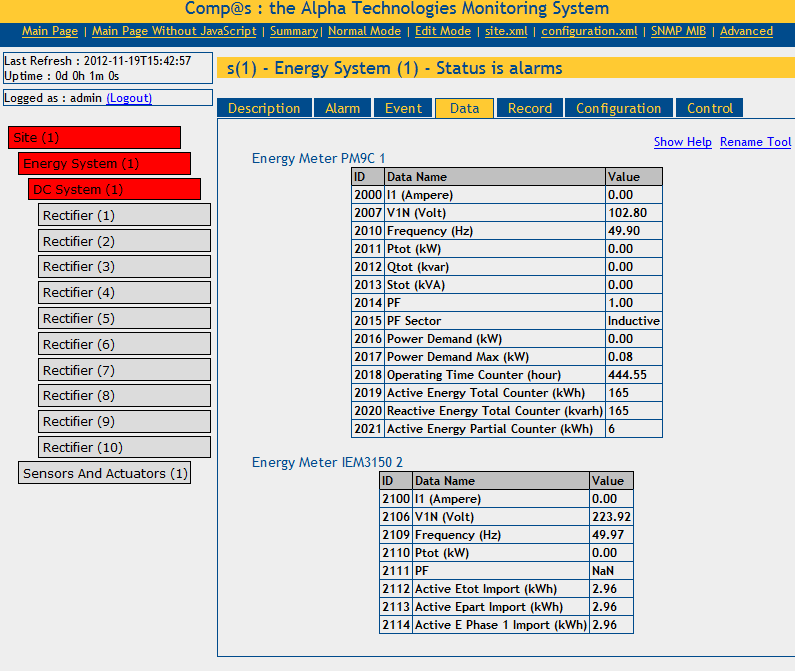 Comp@s : the Alpha Technologies Monitoring System
Main Page | Main Page Without JavaScript | Summary| Normal Mode | Edit Mode | site.xml | configuration.xml | SNMP MIB | Advanced
Last Refresh : 2012-11-19T15:42:57
Uptime : 0d 0h 1m 0s
Logged as : admin (Logout)
Site (1)
Energy System (1)
DC System (1)
Rectifier (1)
Rectifier (2)
Rectifier (3)
Rectifier (4)
Rectifier (5)
Rectifier (6)
Rectifier (7)
Rectifier (8)
Rectifier (9)
Rectifier (10)
Sensors And Actuators (1)
s(1) - Energy System (1) - Status is alarms
Description Alarm Event Data Record Configuration Control
Show Help Rename Tool
Energy Meter PM9C 1
ID Data Name Value
2000 I1 (Ampere) 0.00
2007 V1N (Volt) 102.80
2010 Frequency (Hz) 49.90
2011 Ptot (kW) 0.00
2012 Qtot (kvar) 0.00
2013 Stot (kVA) 0.00
2014 PF 1.00
2015 PF Sector Inductive
2016 Power Demand (kW) 0.00
2017 Power Demand Max (kW) 0.08
2018 Operating Time Counter (hour) 444.55
2019 Active Energy Total Counter (kWh) 165
2020 Reactive Energy Total Counter (kvarh) 165
2021 Active Energy Partial Counter (kWh) 6
Energy Meter IEM3150 2
ID Data Name Value
2100 I1 (Ampere) 0.00
2106 V1N (Volt) 223.92
2109 Frequency (Hz) 49.97
2110 Ptot (kW) 0.00
2111 PF NaN
2112 Active Etot Import (kWh) 2.96
2113 Active Epart Import (kWh) 2.96
2114 Active E Phase 1 Import (kWh) 2.96